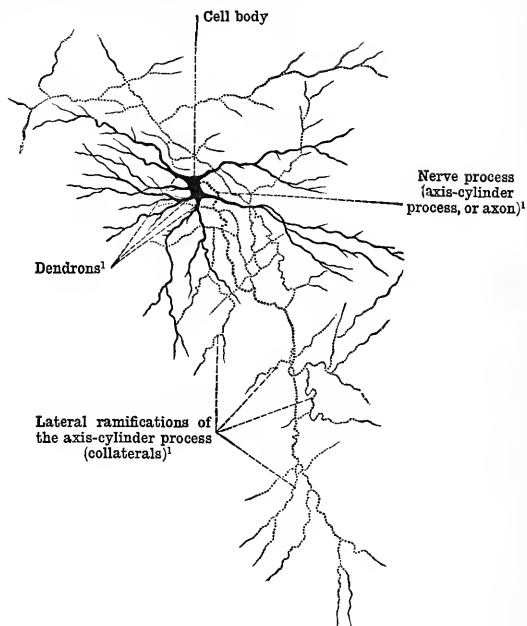 Cell body
Nerve process
(axis-cylinder
process, or axon)¹
Dendrons¹
Lateral ramifications of
the axis-cylinder process
(collaterals)¹